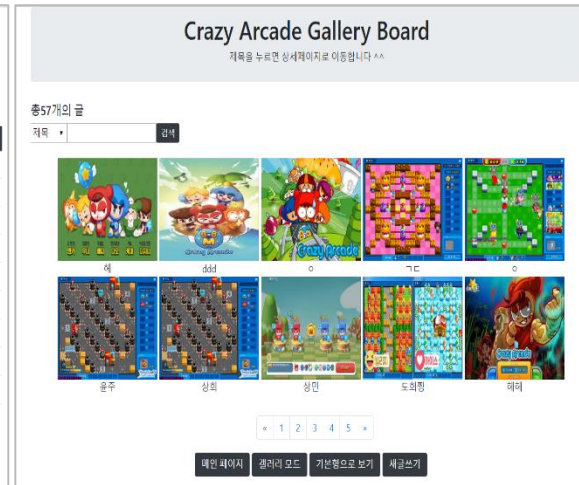 Crazy Arcade Gallery Board
제목을 누르면 상세페이지로 이동합니다 ^^
총57개의 글
제목 검색
Crazy Arcade
헤 ddd ㅇ ㄱㄷ ㅇ
윤주 상희 상민 도희찡 헤헤
« 1 2 3 4 5 »
메인 페이지 갤러리 모드 기본형으로 보기 새글쓰기